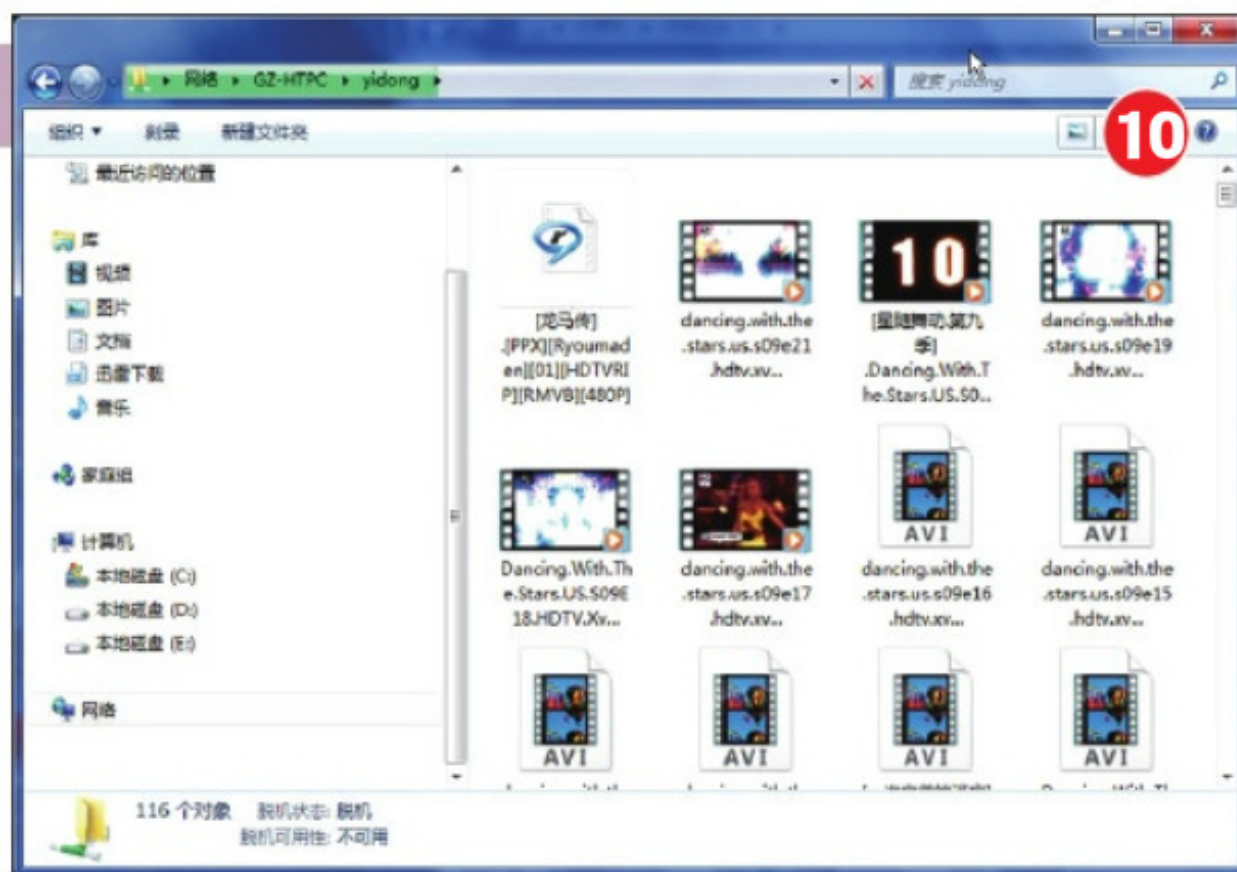 网络 ▸ GZ-HTPC ▸ yidong ▸
搜索 yidong
组织 ▼ 刻录 新建文件夹
10
最近访问的位置
库
视频
图片
文档
迅雷下载
音乐
家庭组
计算机
本地磁盘 (C:)
本地磁盘 (D:)
本地磁盘 (E:)
网络
[龙马传]
.[PPX][Ryoumad
en][01][HDTVRI
P][RMVB][480P]
dancing.with.the
.stars.us.s09e21
.hdtv.xv...
10
[星随舞动.第九
季]
.Dancing.With.T
he.Stars.US.S0...
dancing.with.the
.stars.us.s09e19
.hdtv.xv...
Dancing.With.Th
e.Stars.US.S09E
18.HDTV.Xv...
dancing.with.the
.stars.us.s09e17
.hdtv.xv...
AVI
dancing.with.the
.stars.us.s09e16
.hdtv.xv...
AVI
dancing.with.the
.stars.us.s09e15
.hdtv.xv...
AVI
AVI
AVI
AVI
116 个对象 脱机状态: 脱机
脱机可用性: 不可用